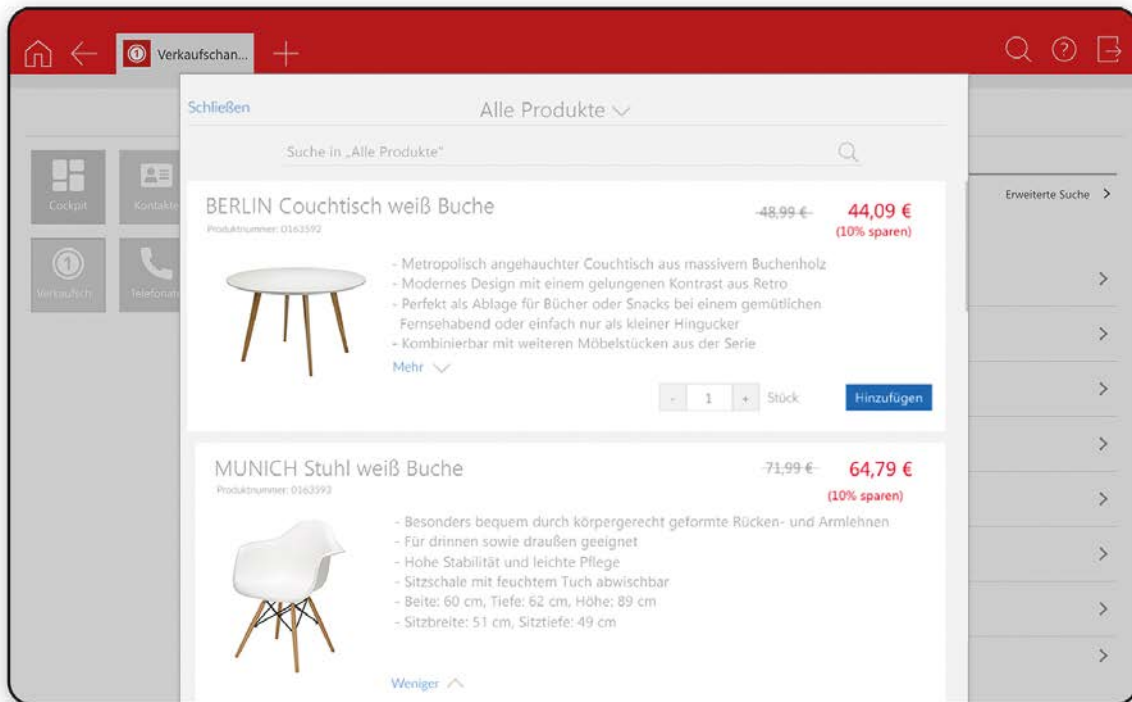 Verkaufschan...
Schließen
Alle Produkte
Suche in „Alle Produkte"
Erweiterte Suche
Cockpit
Kontakte
Verkaufsch
Telefonate
BERLIN Couchtisch weiß Buche
48,99 €
44,09 €
Produktnummer: 0163592
(10% sparen)
- Metropolisch angehauchter Couchtisch aus massivem Buchenholz
- Modernes Design mit einem gelungenen Kontrast aus Retro
- Perfekt als Ablage für Bücher oder Snacks bei einem gemütlichen
Fernsehabend oder einfach nur als kleiner Hingucker
- Kombinierbar mit weiteren Möbelstücken aus der Serie
Mehr
- 1 + Stück
Hinzufügen
MUNICH Stuhl weiß Buche
71,99 €
64,79 €
Produktnummer: 0163593
(10% sparen)
- Besonders bequem durch körpergerecht geformte Rücken- und Armlehnen
- Für drinnen sowie draußen geeignet
- Hohe Stabilität und leichte Pflege
- Sitzschale mit feuchtem Tuch abwischbar
- Beite: 60 cm, Tiefe: 62 cm, Höhe: 89 cm
- Sitzbreite: 51 cm, Sitztiefe: 49 cm
Weniger